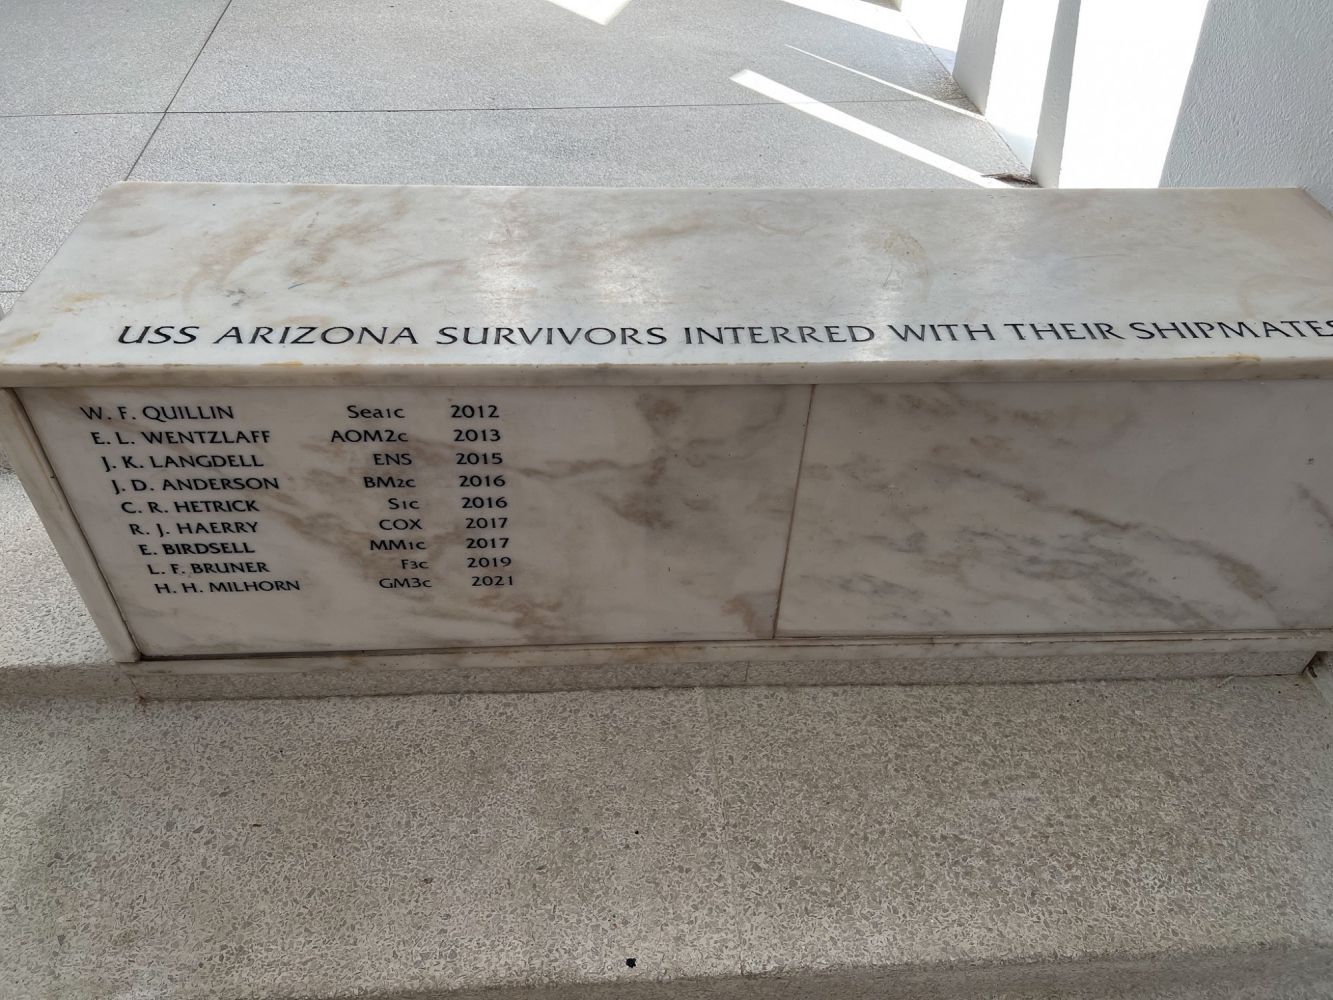 USS ARIZONA SURVIVORS INTERRED WITH THEIR SHIPMATES
W. F. QUILLIN Sea1c 2012
E. L. WENTZLAFF AOM2c 2013
J. K. LANGDELL ENS 2015
J. D. ANDERSON BM2c 2016
C. R. HETRICK S1c 2016
R. J. HAERRY COX 2017
E. BIRDSELL MM1c 2017
L. F. BRUNER F3c 2019
H. H. MILHORN GM3c 2021